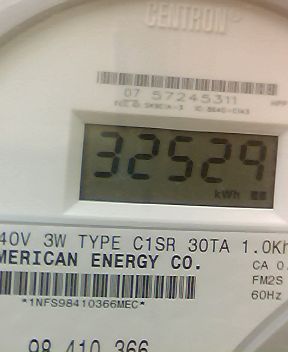 CENTRON
07 57245311
32529
kWh
40V 3W TYPE C1SR 30TA 1.0Kh
MERICAN ENERGY CO.
CA 0.
FM2S
60Hz
*1NFS98410366MEC*
98 410 366